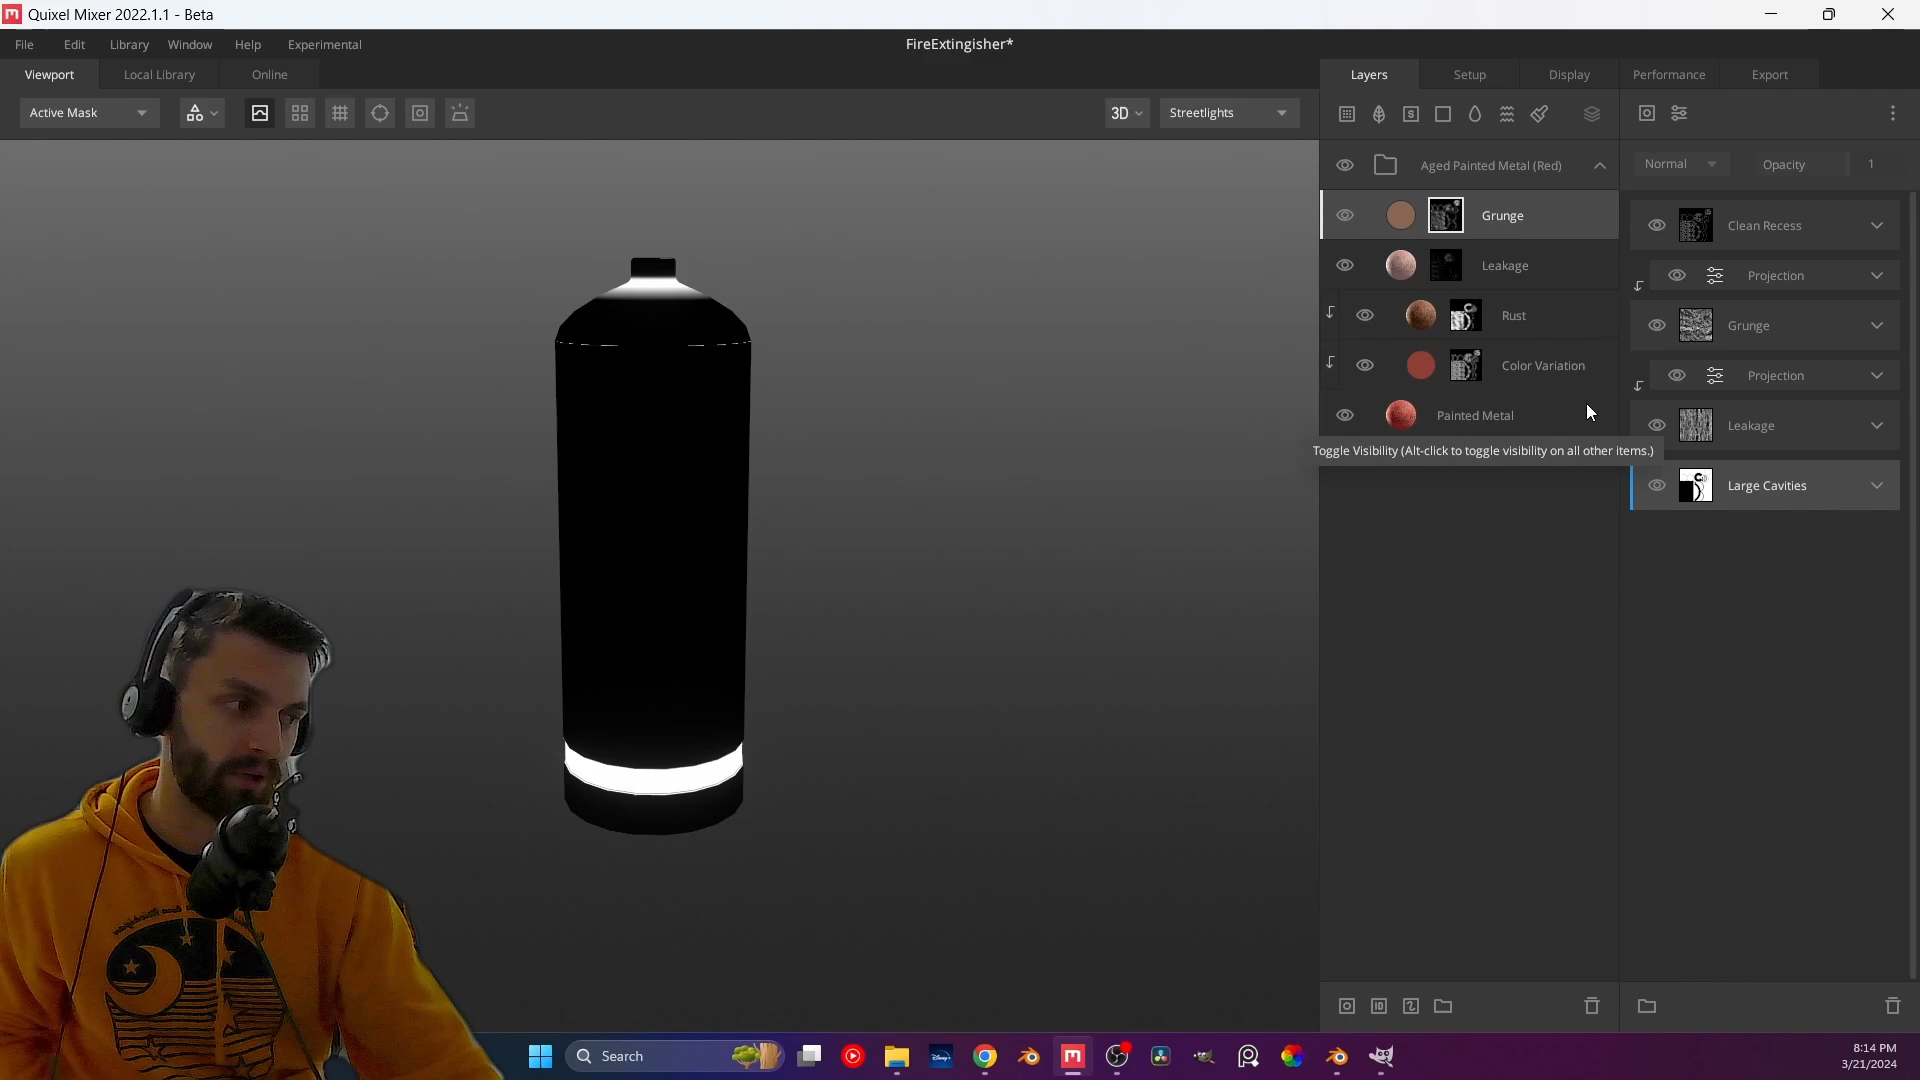 Quixel Mixer 2022.1.1 - Beta
File Edit Library Window Help Experimental
FireExtingisher*
Viewport Local Library Online
Layers Setup Display Performance Export
Active Mask
3D
Streetlights
Aged Painted Metal (Red)
Normal
Opacity
1
Grunge
Leakage
Rust
Color Variation
Painted Metal
Toggle Visibility (Alt-click to toggle visibility on all other items.)
Clean Recess
Projection
Grunge
Projection
Leakage
Large Cavities
Search
8:14 PM
3/21/2024